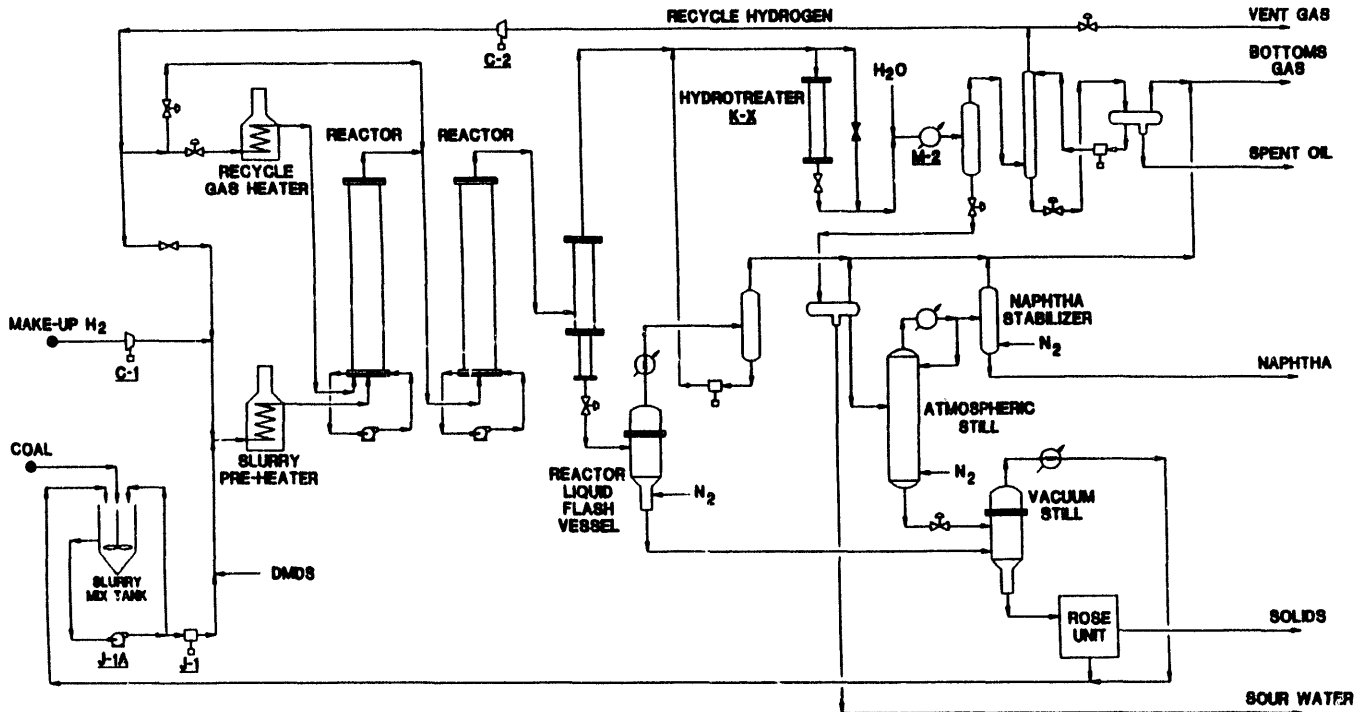 RECYCLE HYDROGEN
VENT GAS
C-2
BOTTOMS
GAS
H2O
HYDROTREATER
K-X
REACTOR
REACTOR
M-2
SPENT OIL
RECYCLE
GAS HEATER
MAKE-UP H2
NAPHTHA
STABILIZER
N2
C-1
NAPHTHA
ATMOSPHERIC
STILL
COAL
SLURRY
PRE-HEATER
REACTOR
LIQUID
FLASH
VESSEL
N2
N2
VACUUM
STILL
SLURRY
MIX TANK
DMDS
ROSE
UNIT
SOLIDS
J-1A
J-1
SOUR WATER